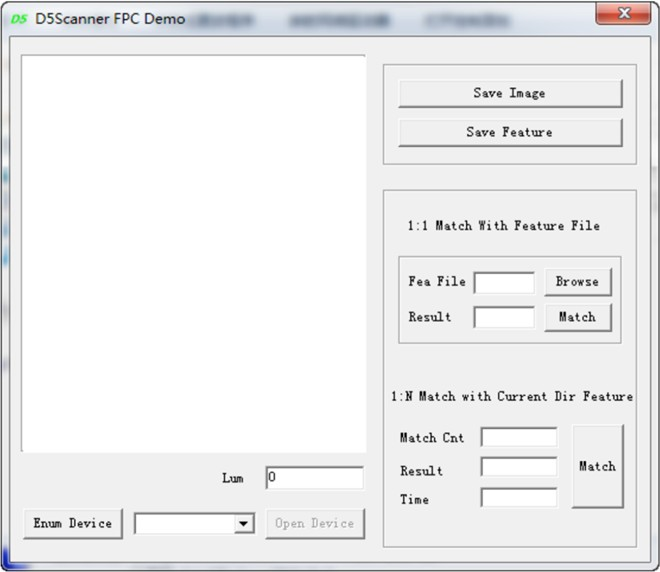 D5 D5Scanner FPC Demo
Save Image
Save Feature
1:1 Match With Feature File
Fea File
Browse
Result
Match
1:N Match with Current Dir Feature
Match Cnt
Result
Time
Match
Lum 0
Enum Device
Open Device